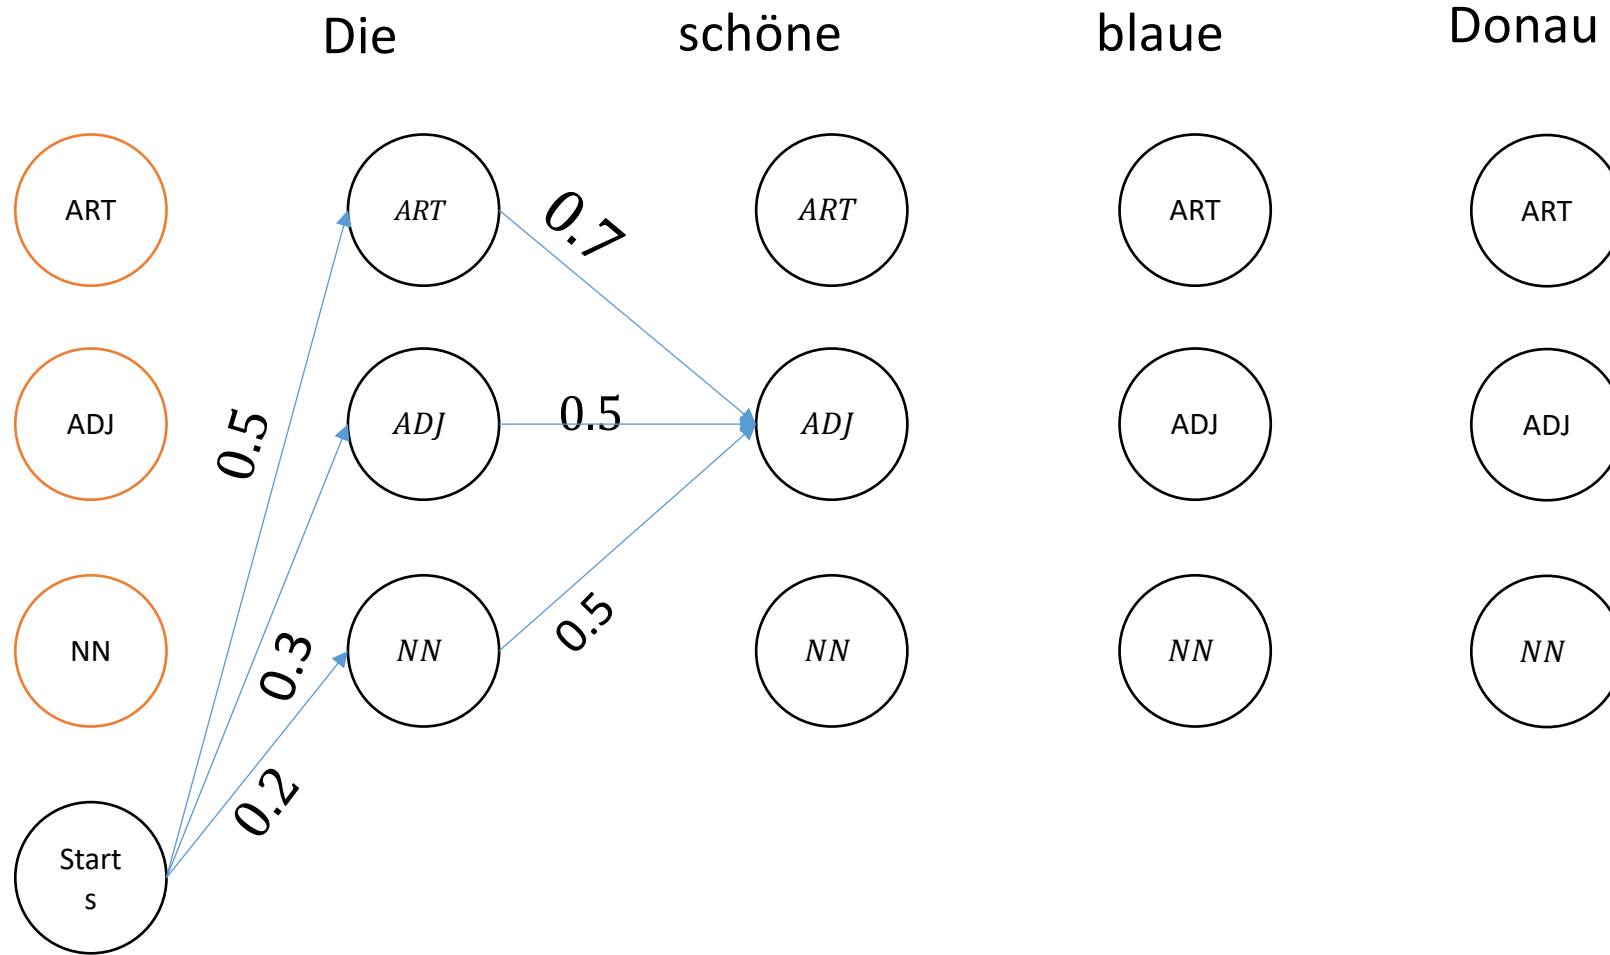 Die schöne blaue Donau
ART ART 0.7 ART ART ART
0.5
ADJ ADJ 0.5 ADJ ADJ ADJ
NN 0.3 NN 0.5 NN NN NN
0.2
Start
s